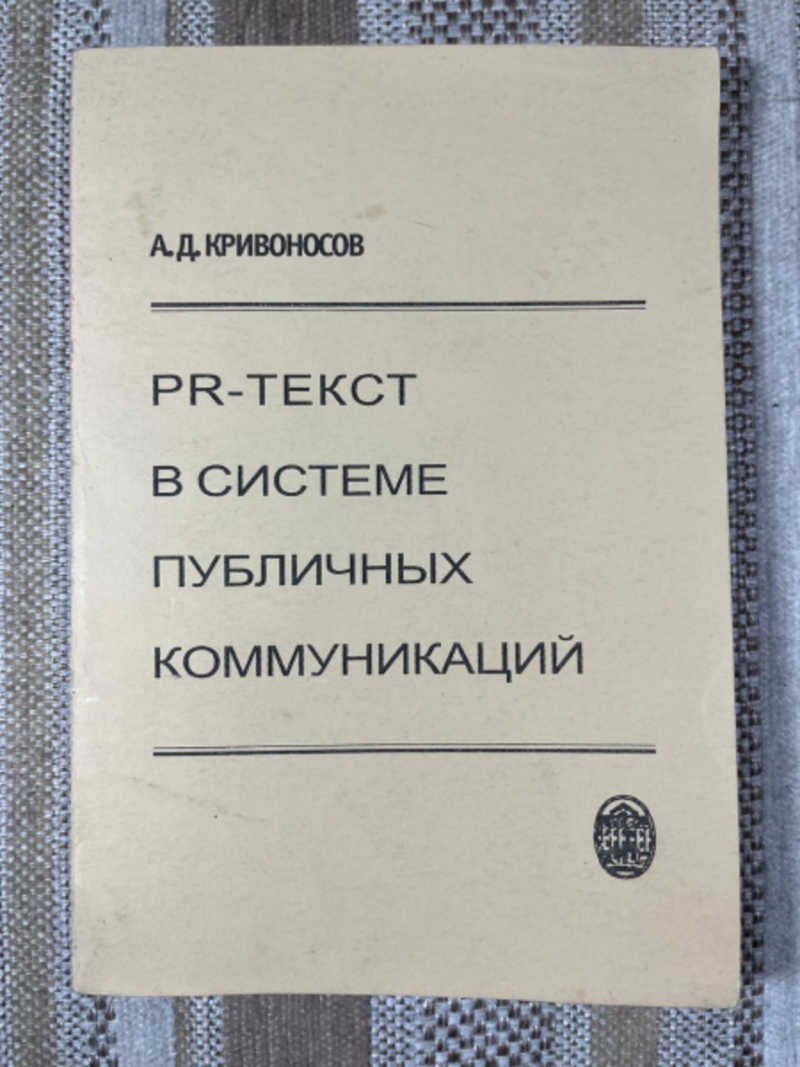 А.Д. КРИВОНОСОВ
PR-ТЕКСТ
В СИСТЕМЕ
ПУБЛИЧНЫХ
КОММУНИКАЦИЙ